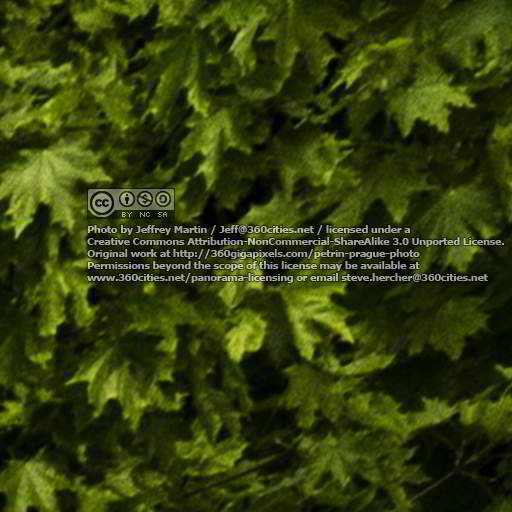 cc
BY NC SA
Photo by Jeffrey Martin / Jeff@360cities.net / licensed under a
Creative Commons Attribution-NonCommercial-ShareAlike 3.0 Unported License.
Original work at http://360gigapixels.com/petrin-prague-photo
Permissions beyond the scope of this license may be available at
www.360cities.net/panorama-licensing or email steve.hercher@360cities.net